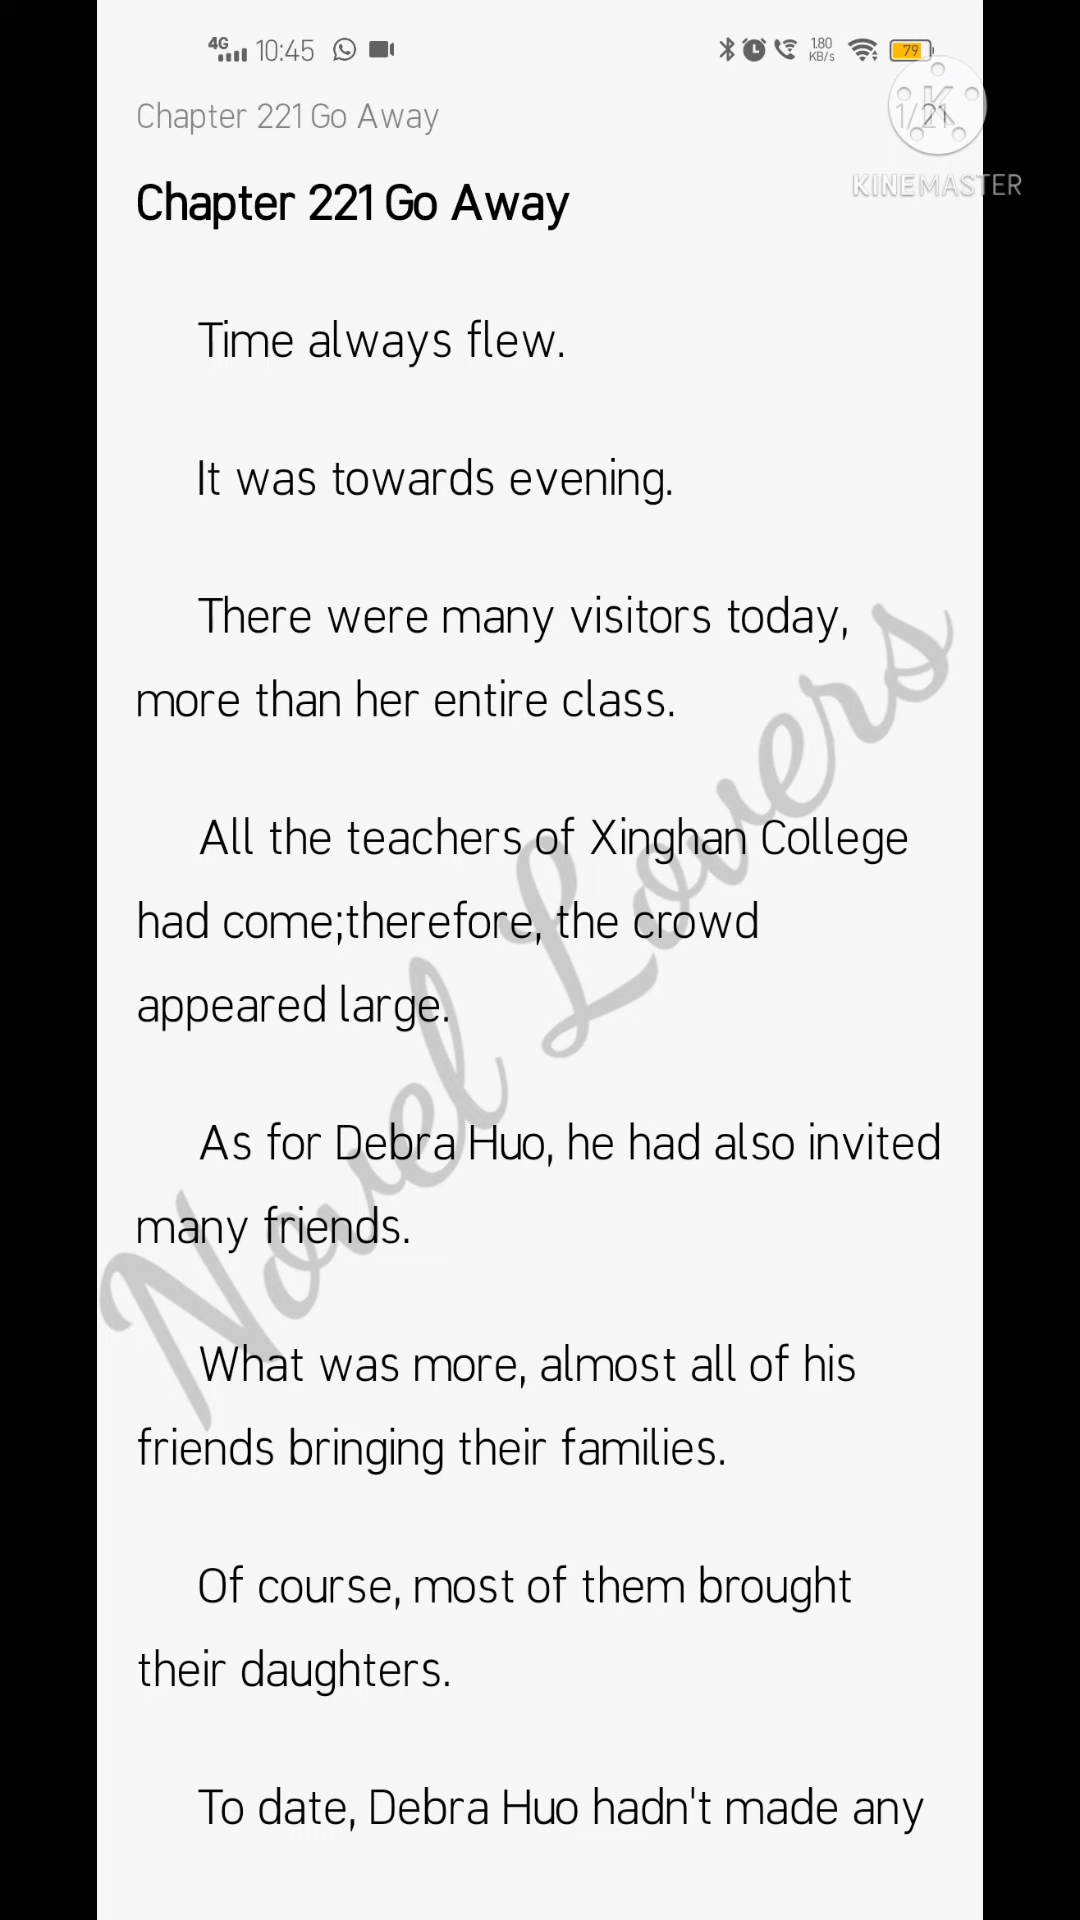 4G 10:45 1.80 KB/s 79
Chapter 221 Go Away 1/21
KINEMASTER
Chapter 221 Go Away
Time always flew.
It was towards evening.
There were many visitors today,
more than her entire class.
All the teachers of Xinghan College
had come;therefore, the crowd
appeared large.
As for Debra Huo, he had also invited
many friends.
What was more, almost all of his
friends bringing their families.
Of course, most of them brought
their daughters.
To date, Debra Huo hadn't made any
Novel Lovers